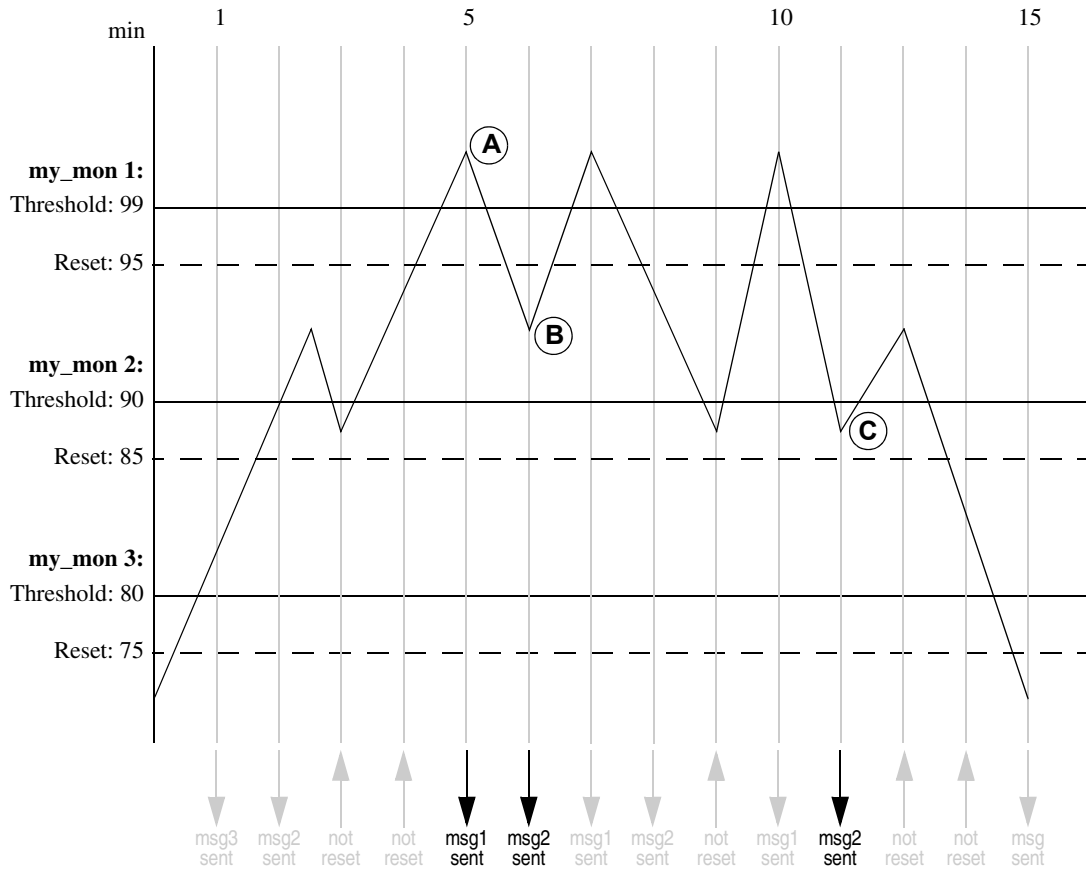 min 1 5 10 15
A
my_mon 1:
Threshold: 99
Reset: 95
B
my_mon 2:
Threshold: 90
C
Reset: 85
my_mon 3:
Threshold: 80
Reset: 75
msg3 msg2 not not msg1 msg2 msg1 msg2 not msg1 msg2 not not msg
sent sent reset reset sent sent sent sent reset sent sent reset reset sent